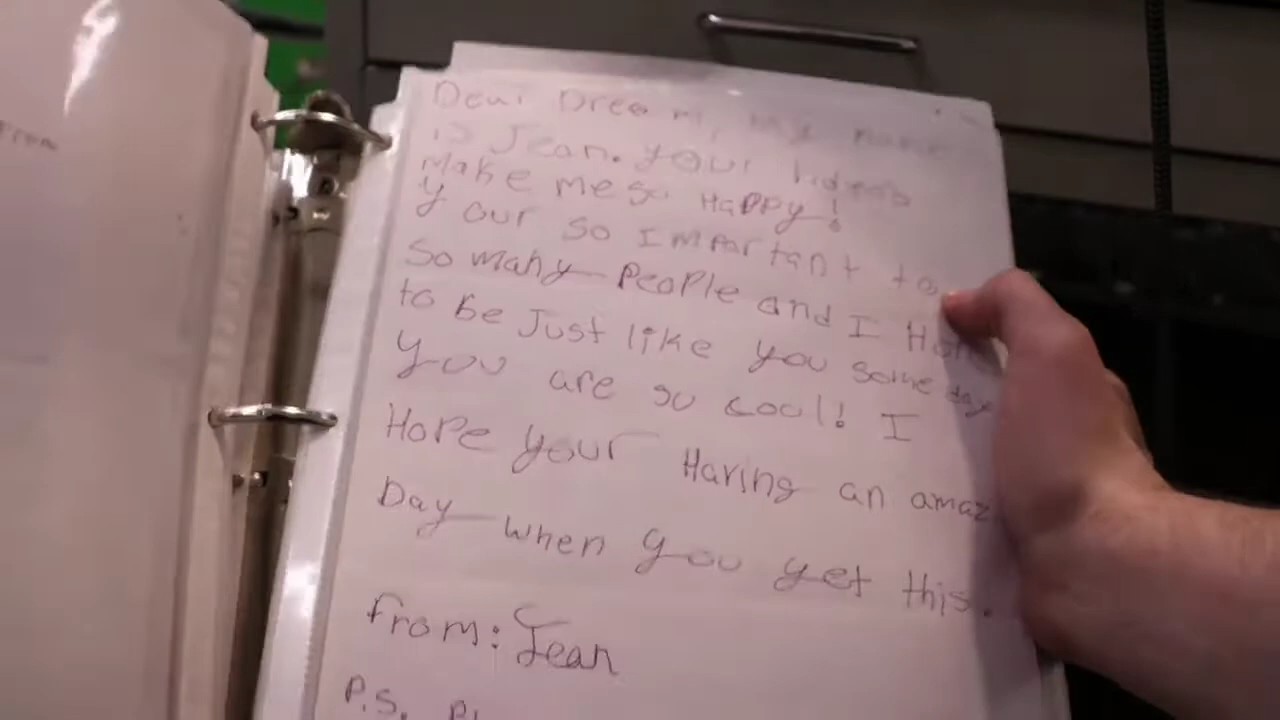 From
Dear Dream, my name
is Jean. your videos
make me so Happy!
your so Important to
so many People and I Hope
to be Just like you some day
you are so cool! I
Hope your Having an amaz
Day when you get this.
From: Jean
P.S. Pl